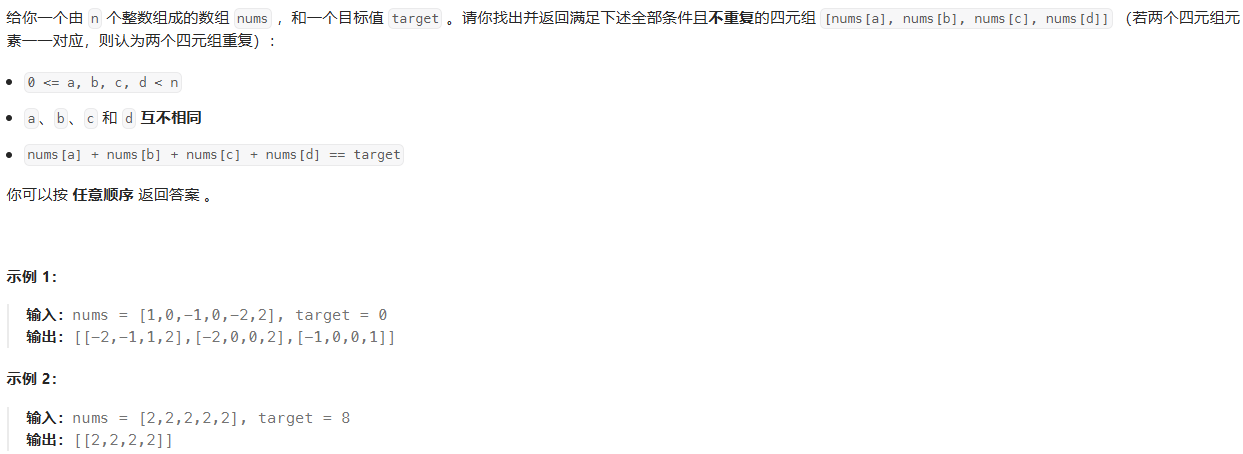 给你一个由 n 个整数组成的数组 nums ，和一个目标值 target 。请你找出并返回满足下述全部条件且不重复的四元组 [nums[a], nums[b], nums[c], nums[d]] （若两个四元组元
素一一对应，则认为两个四元组重复）：
0 <= a, b, c, d < n
a、b、c 和 d 互不相同
nums[a] + nums[b] + nums[c] + nums[d] == target
你可以按 任意顺序 返回答案 。
示例 1：
输入：nums = [1,0,-1,0,-2,2], target = 0
输出：[[-2,-1,1,2],[-2,0,0,2],[-1,0,0,1]]
示例 2：
输入：nums = [2,2,2,2,2], target = 8
输出：[[2,2,2,2]]